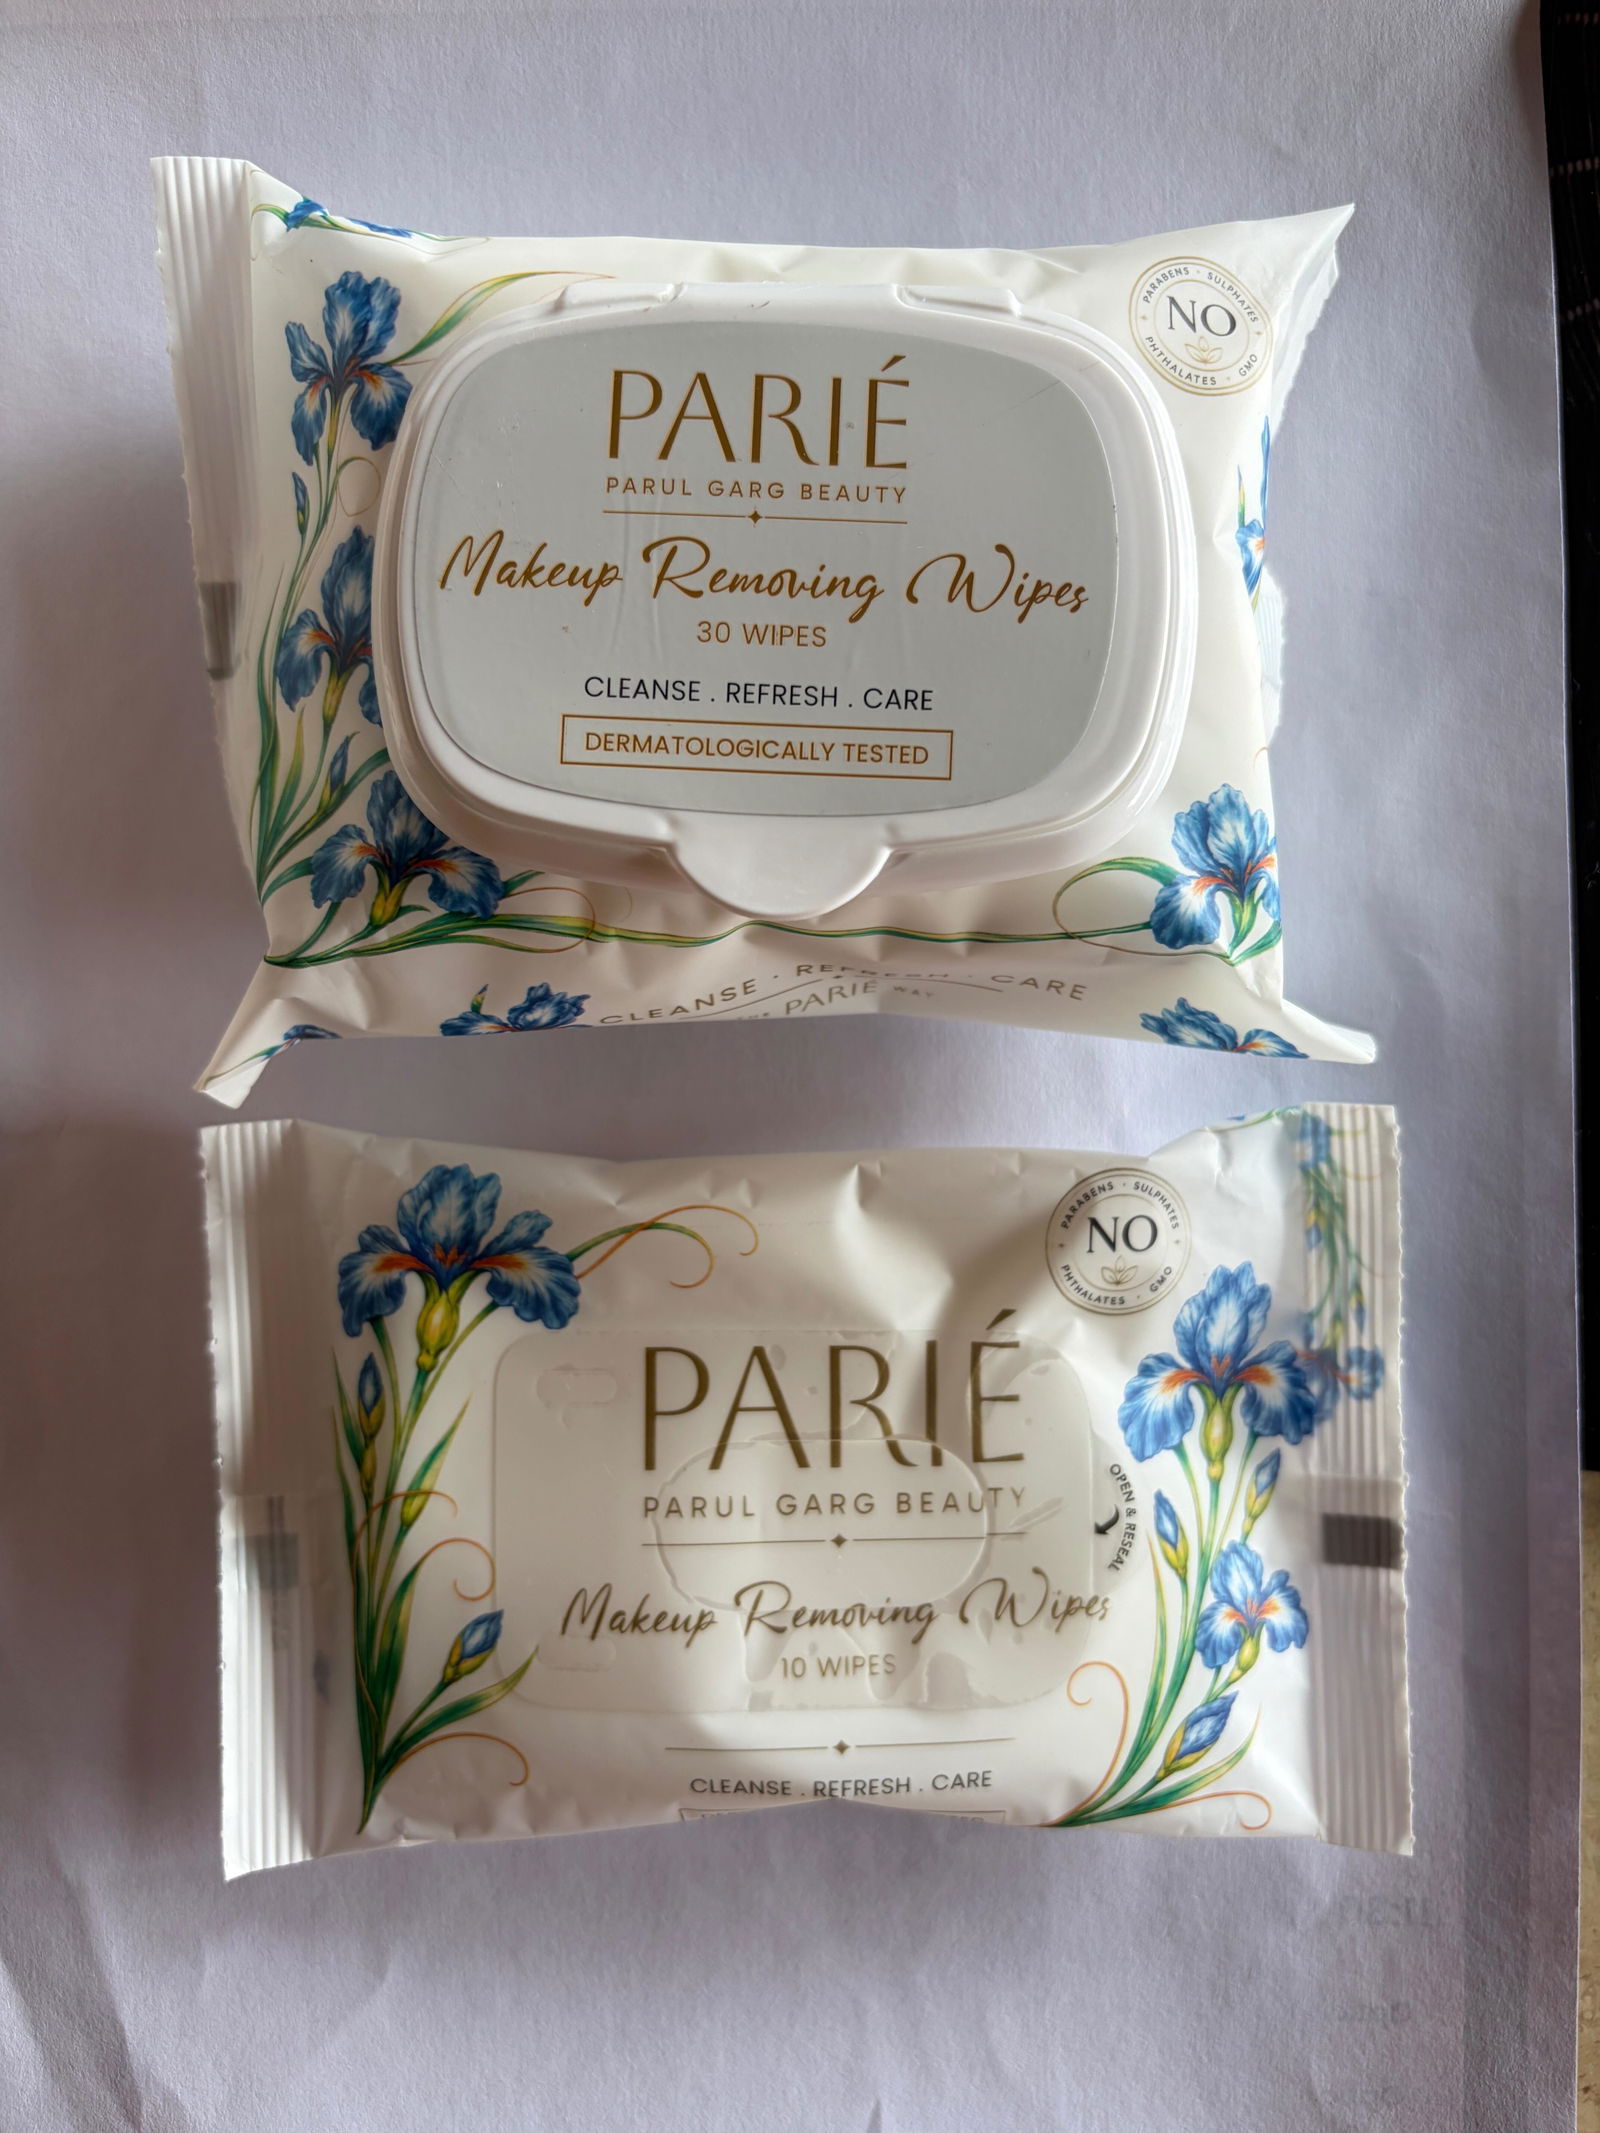 PARABENS · SULPHATES
NO
PHTHALATES · GMO
PARIÉ
PARUL GARG BEAUTY
Makeup Removing Wipes
30 WIPES
CLEANSE . REFRESH . CARE
DERMATOLOGICALLY TESTED
CLEANSE · REFRESH · CARE
THE PARIÉ WAY
PARABENS · SULPHATES
NO
PHTHALATES · GMO
PARIÉ
PARUL GARG BEAUTY
OPEN & RESEAL
Makeup Removing Wipes
10 WIPES
CLEANSE . REFRESH . CARE